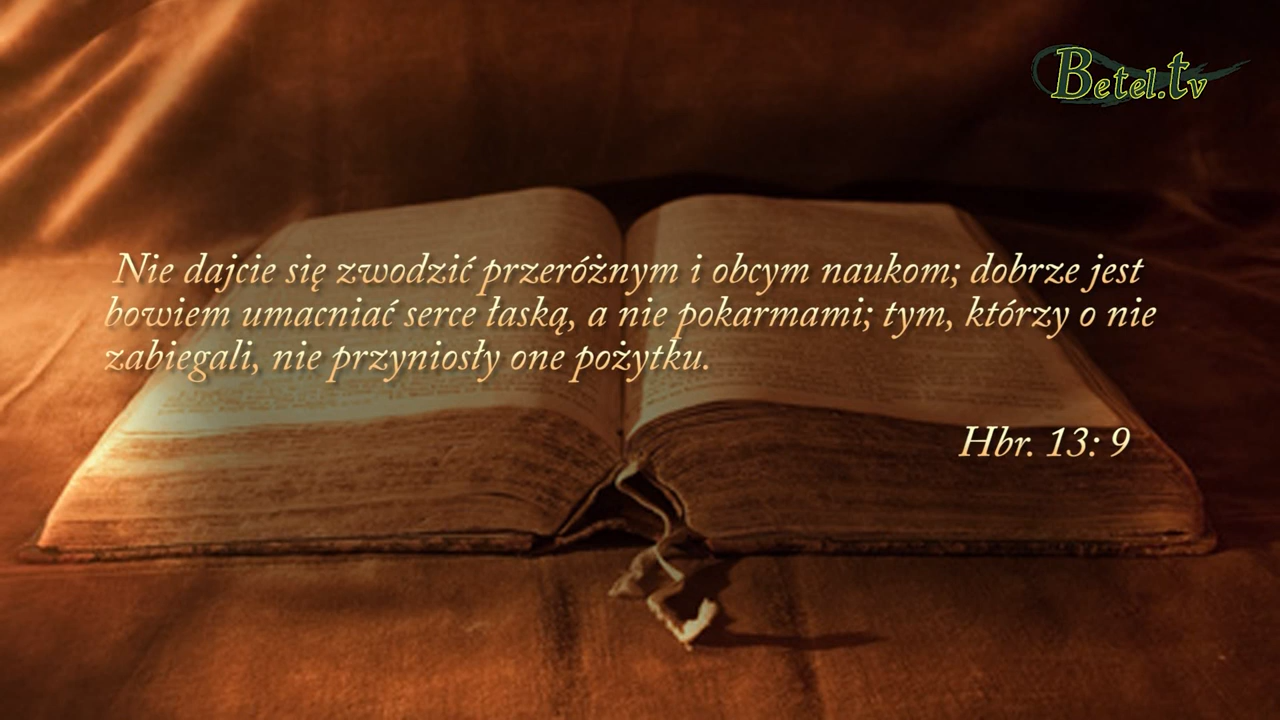 Betel.tv
Nie dajcie się zwodzić przeróżnym i obcym naukom; dobrze jest
bowiem umacniać serce łaską, a nie pokarmami; tym, którzy o nie
zabiegali, nie przyniosły one pożytku.
Hbr. 13: 9